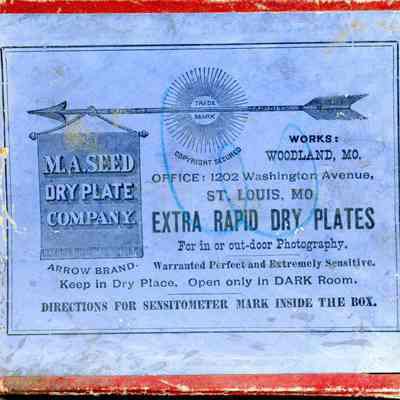 TRADE
MARK
COPYRIGHT SECURED
M.A. SEED
DRY PLATE
COMPANY.
ARROW BRAND.
WORKS:
WOODLAND, MO.
OFFICE: 1202 Washington Avenue,
ST. LOUIS, MO
EXTRA RAPID DRY PLATES
For in or out-door Photography.
Warranted Perfect and Extremely Sensitive.
Keep in Dry Place. Open only in DARK Room.
DIRECTIONS FOR SENSITOMETER MARK INSIDE THE BOX.